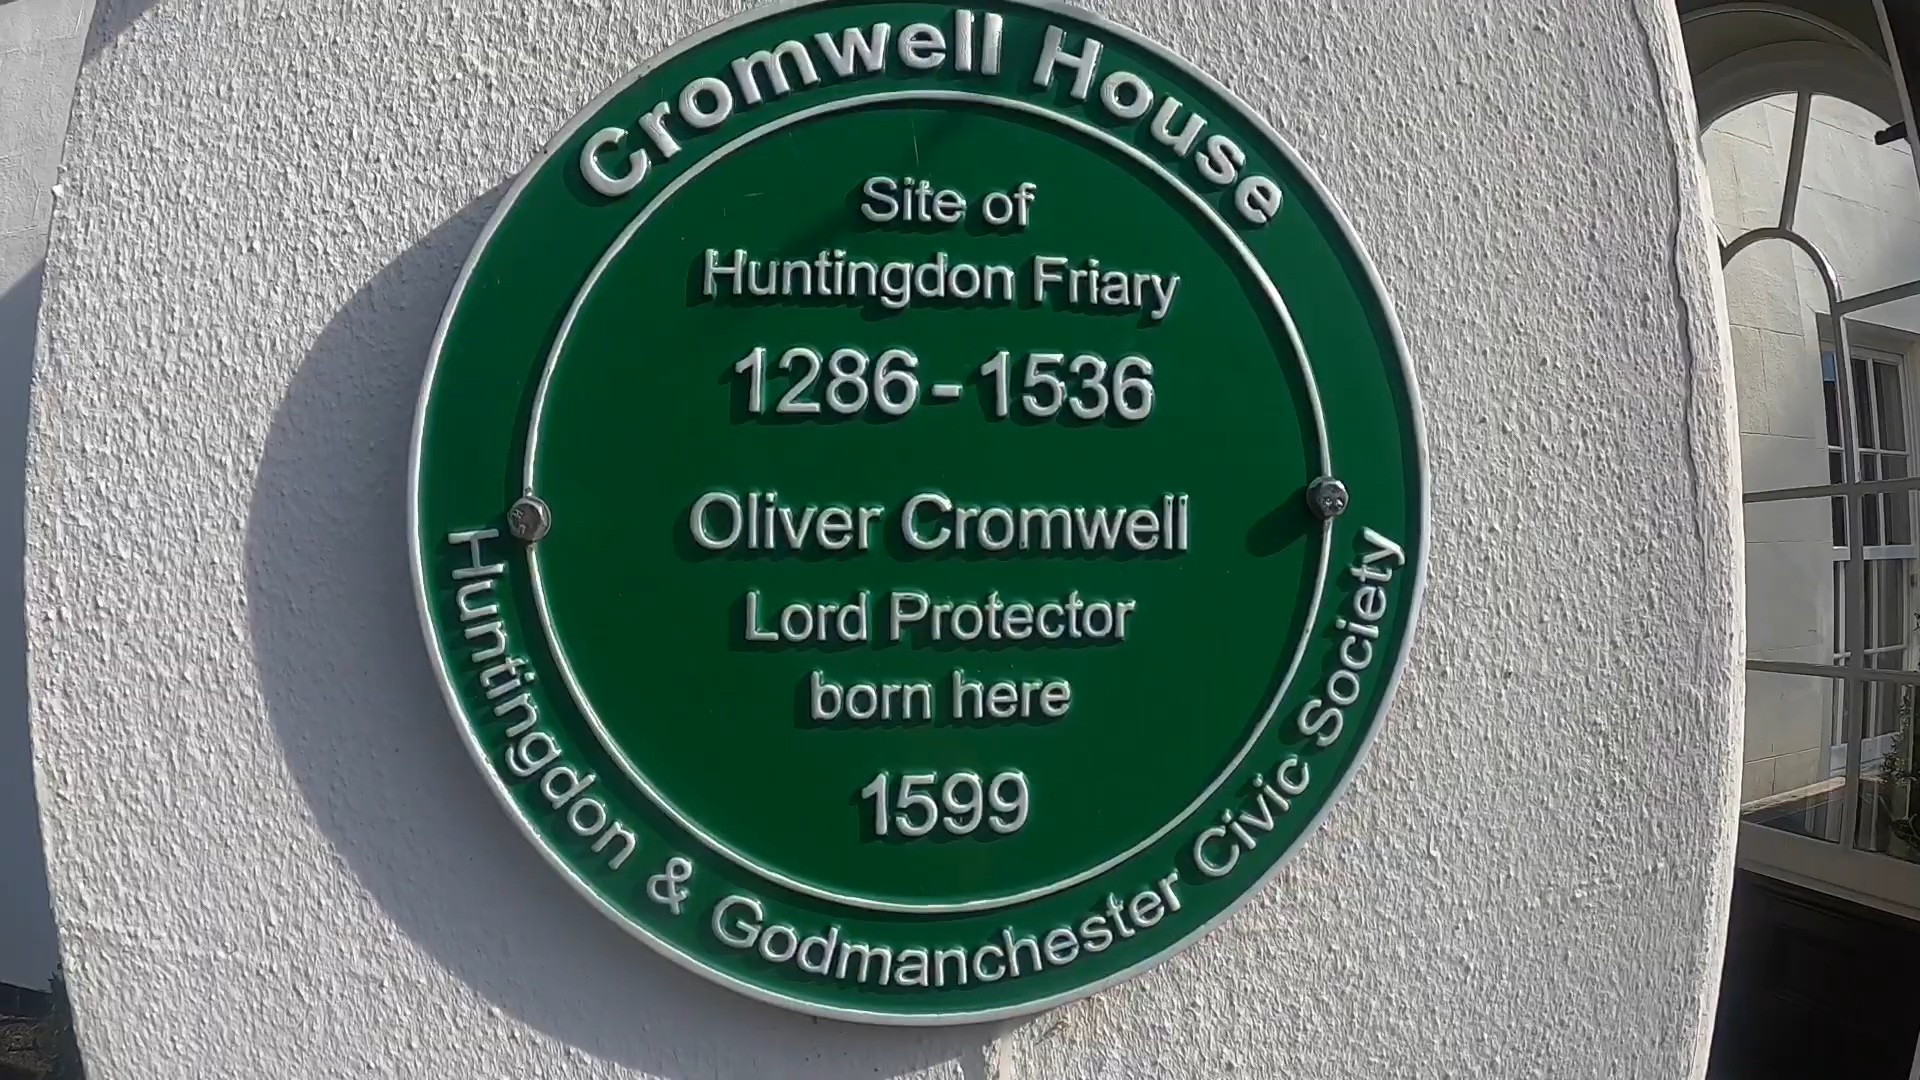 Cromwell House
Site of
Huntingdon Friary
1286 - 1536
Oliver Cromwell
Lord Protector
born here
1599
Huntingdon & Godmanchester Civic Society